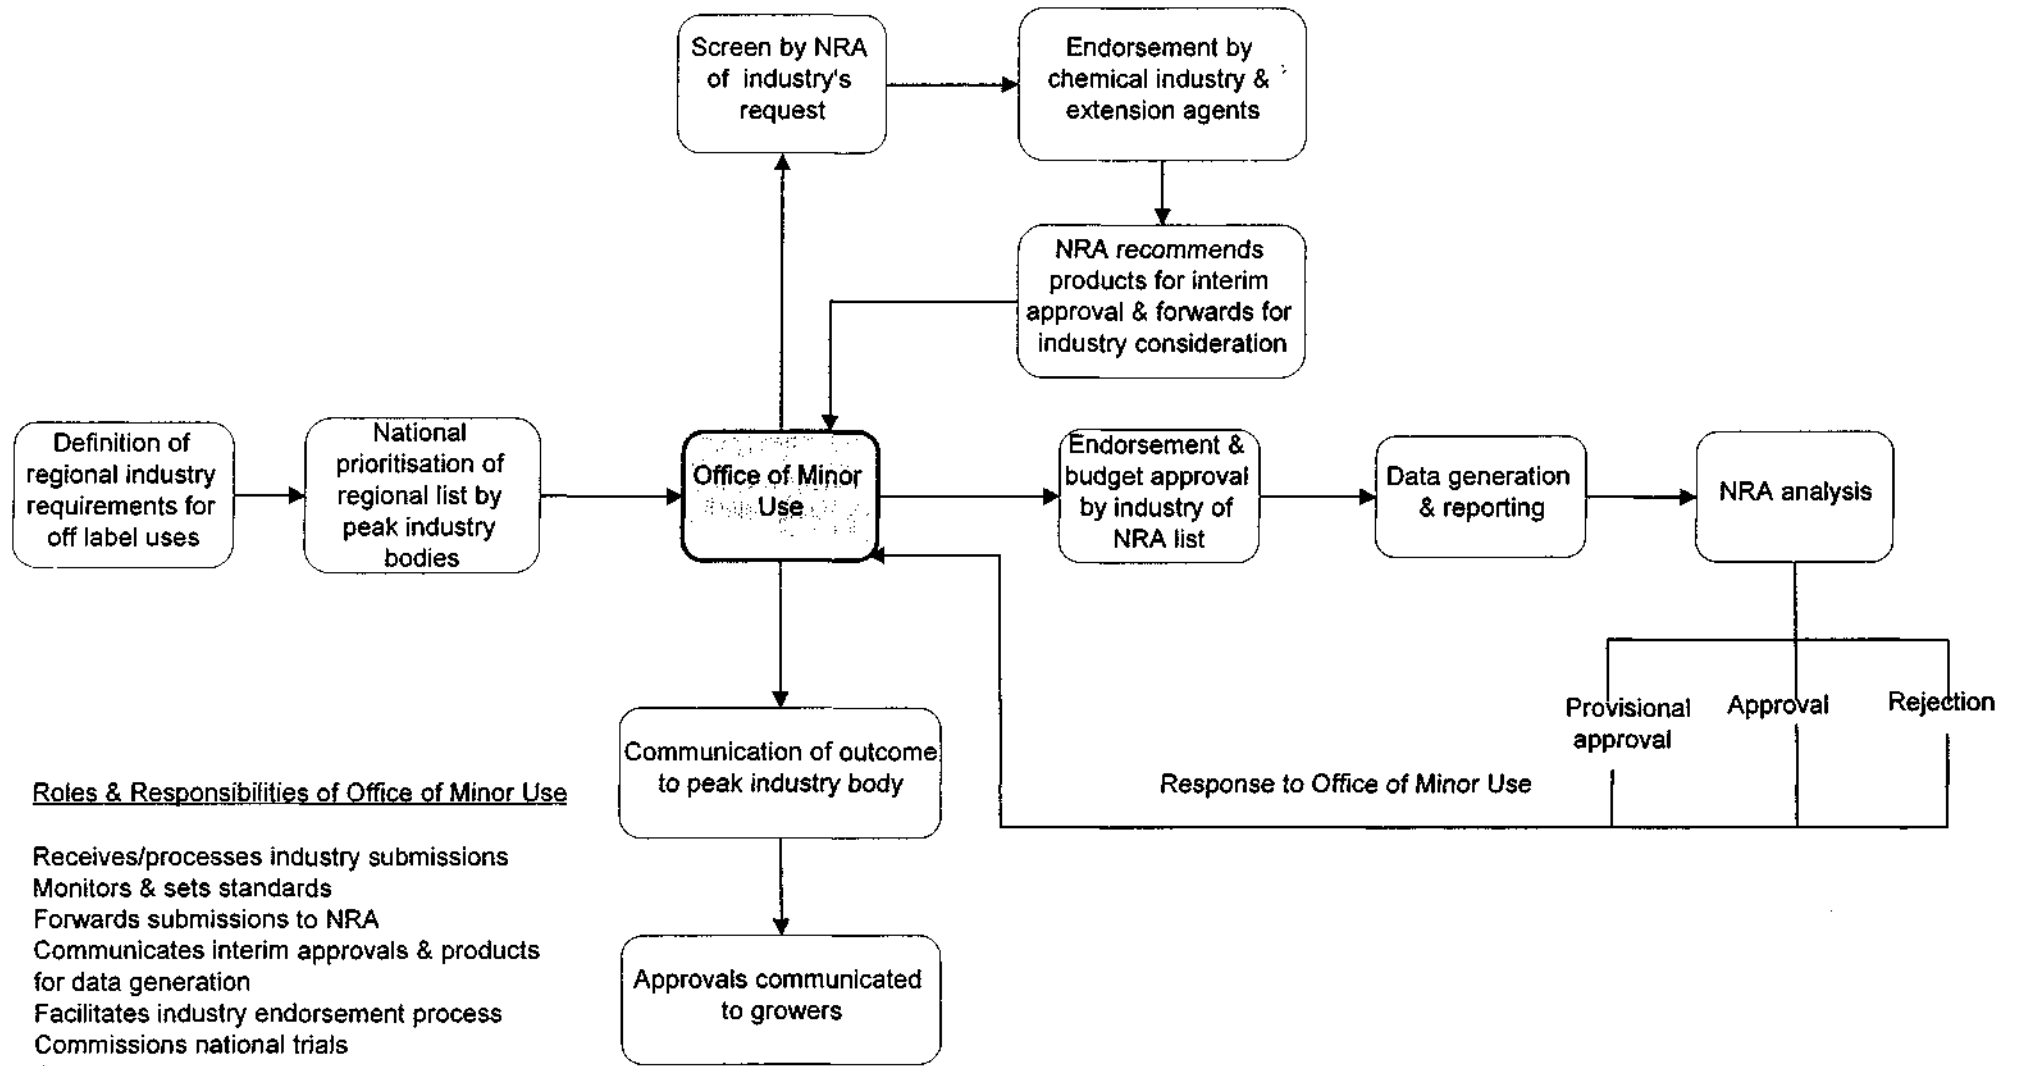 Screen by NRA
of industry's
request
Endorsement by
chemical industry &
extension agents
NRA recommends
products for interim
approval & forwards for
industry consideration
Definition of
regional industry
requirements for
off label uses
National
prioritisation of
regional list by
peak industry
bodies
Office of Minor
Use
Endorsement &
budget approval
by industry of
NRA list
Data generation
& reporting
NRA analysis
Provisional
approval
Approval
Rejection
Response to Office of Minor Use
Communication of outcome
to peak industry body
Approvals communicated
to growers
Roles & Responsibilities of Office of Minor Use
Receives/processes industry submissions
Monitors & sets standards
Forwards submissions to NRA
Communicates interim approvals & products
for data generation
Facilitates industry endorsement process
Commissions national trials